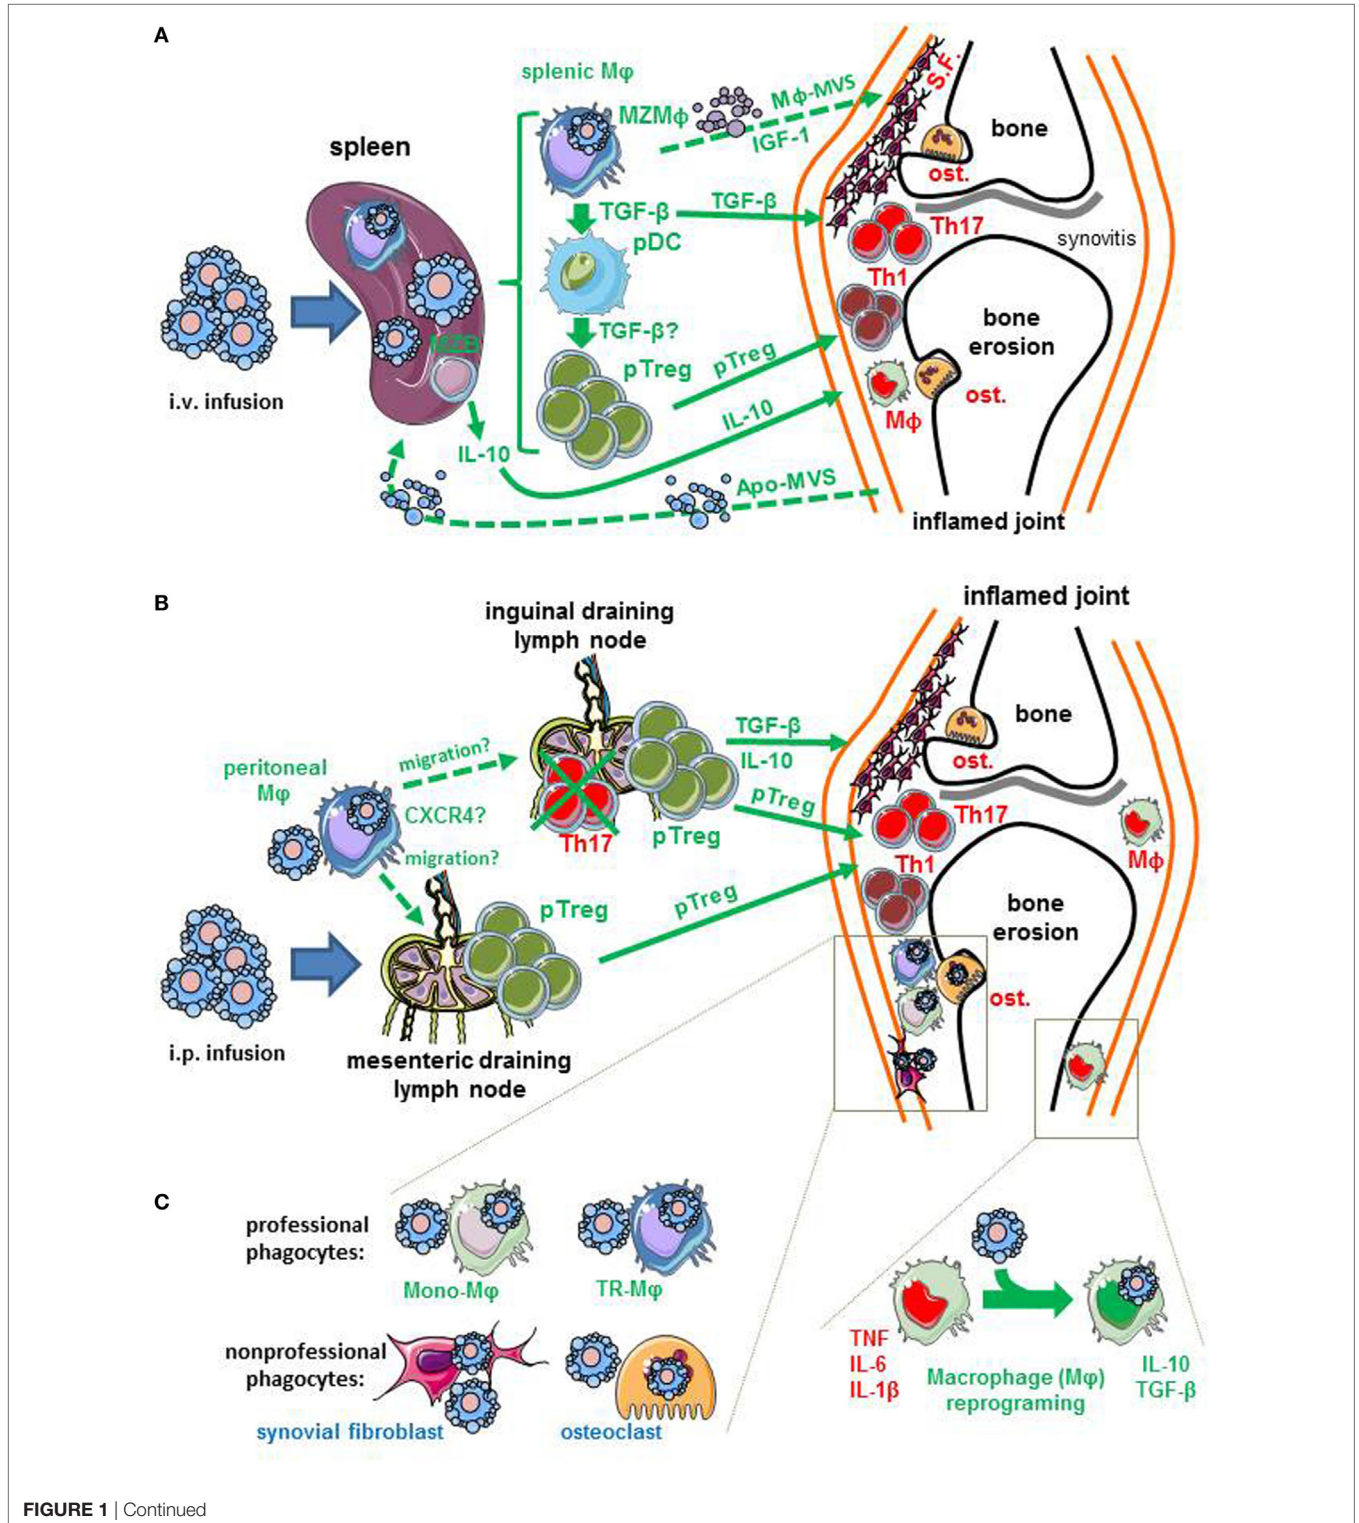 A
splenic Mφ
MZMϕ
Mϕ-MVS
IGF-1
S.F.
bone
spleen
ost.
TGF-β
TGF-β
Th17
pDC
synovitis
Th1
TGF-β?
bone
erosion
MZB
pTreg
pTreg
ost.
i.v. infusion
IL-10
Mϕ
IL-10
Apo-MVS
inflamed joint
B
inflamed joint
inguinal draining
lymph node
bone
migration?
TGF-β
IL-10
ost.
peritoneal
Mφ
pTreg
CXCR4?
Th17
Th17
pTreg
migration?
Th1
Mϕ
pTreg
pTreg
bone
erosion
ost.
i.p. infusion
mesenteric draining
lymph node
C
professional
phagocytes:
Mono-Mφ
TR-Mφ
nonprofessional
phagocytes:
TNF
IL-6
IL-1β
Macrophage (Mφ)
reprograming
IL-10
TGF-β
synovial fibroblast
osteoclast
FIGURE 1 | Continued